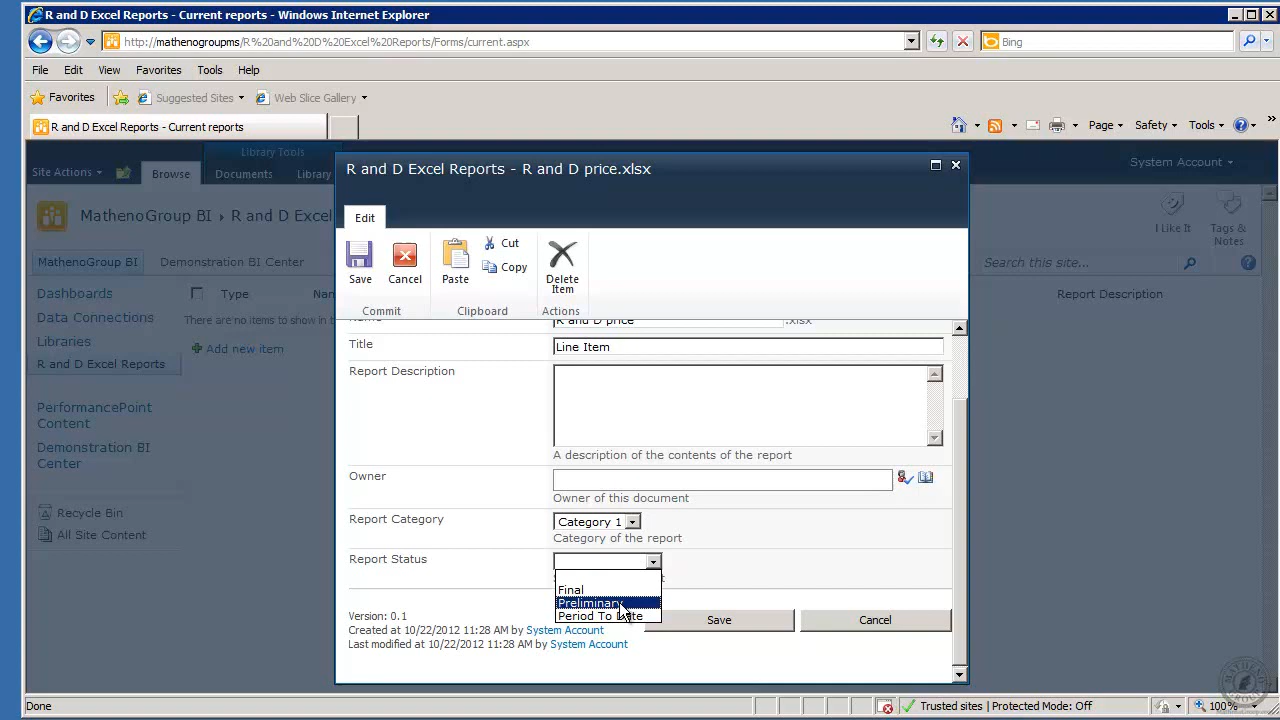 R and D Excel Reports - Current reports - Windows Internet Explorer
http://mathenogroupms/R%20and%20D%20Excel%20Reports/Forms/current.aspx
Bing
File Edit View Favorites Tools Help
Favorites Suggested Sites Web Slice Gallery
R and D Excel Reports - Current reports
Page Safety Tools
Library Tools
Site Actions Browse Documents Library
System Account
R and D Excel Reports - R and D price.xlsx
MathenoGroup BI › R and D Excel
I Like It
Tags & Notes
Edit
Save Cancel Paste Cut Copy Delete Item
Commit Clipboard Actions
MathenoGroup BI Demonstration BI Center
Search this site...
Dashboards
Data Connections
Libraries
R and D Excel Reports
PerformancePoint
Content
Demonstration BI
Center
Recycle Bin
All Site Content
Type
Report Description
There are no items to show in
Add new item
Name R and D price .xlsx
Title Line Item
Report Description
A description of the contents of the report
Owner
Owner of this document
Report Category Category 1
Category of the report
Report Status
Final
Preliminary
Period To Date
Version: 0.1
Created at 10/22/2012 11:28 AM by System Account
Last modified at 10/22/2012 11:28 AM by System Account
Save Cancel
Done
Trusted sites | Protected Mode: Off
100%